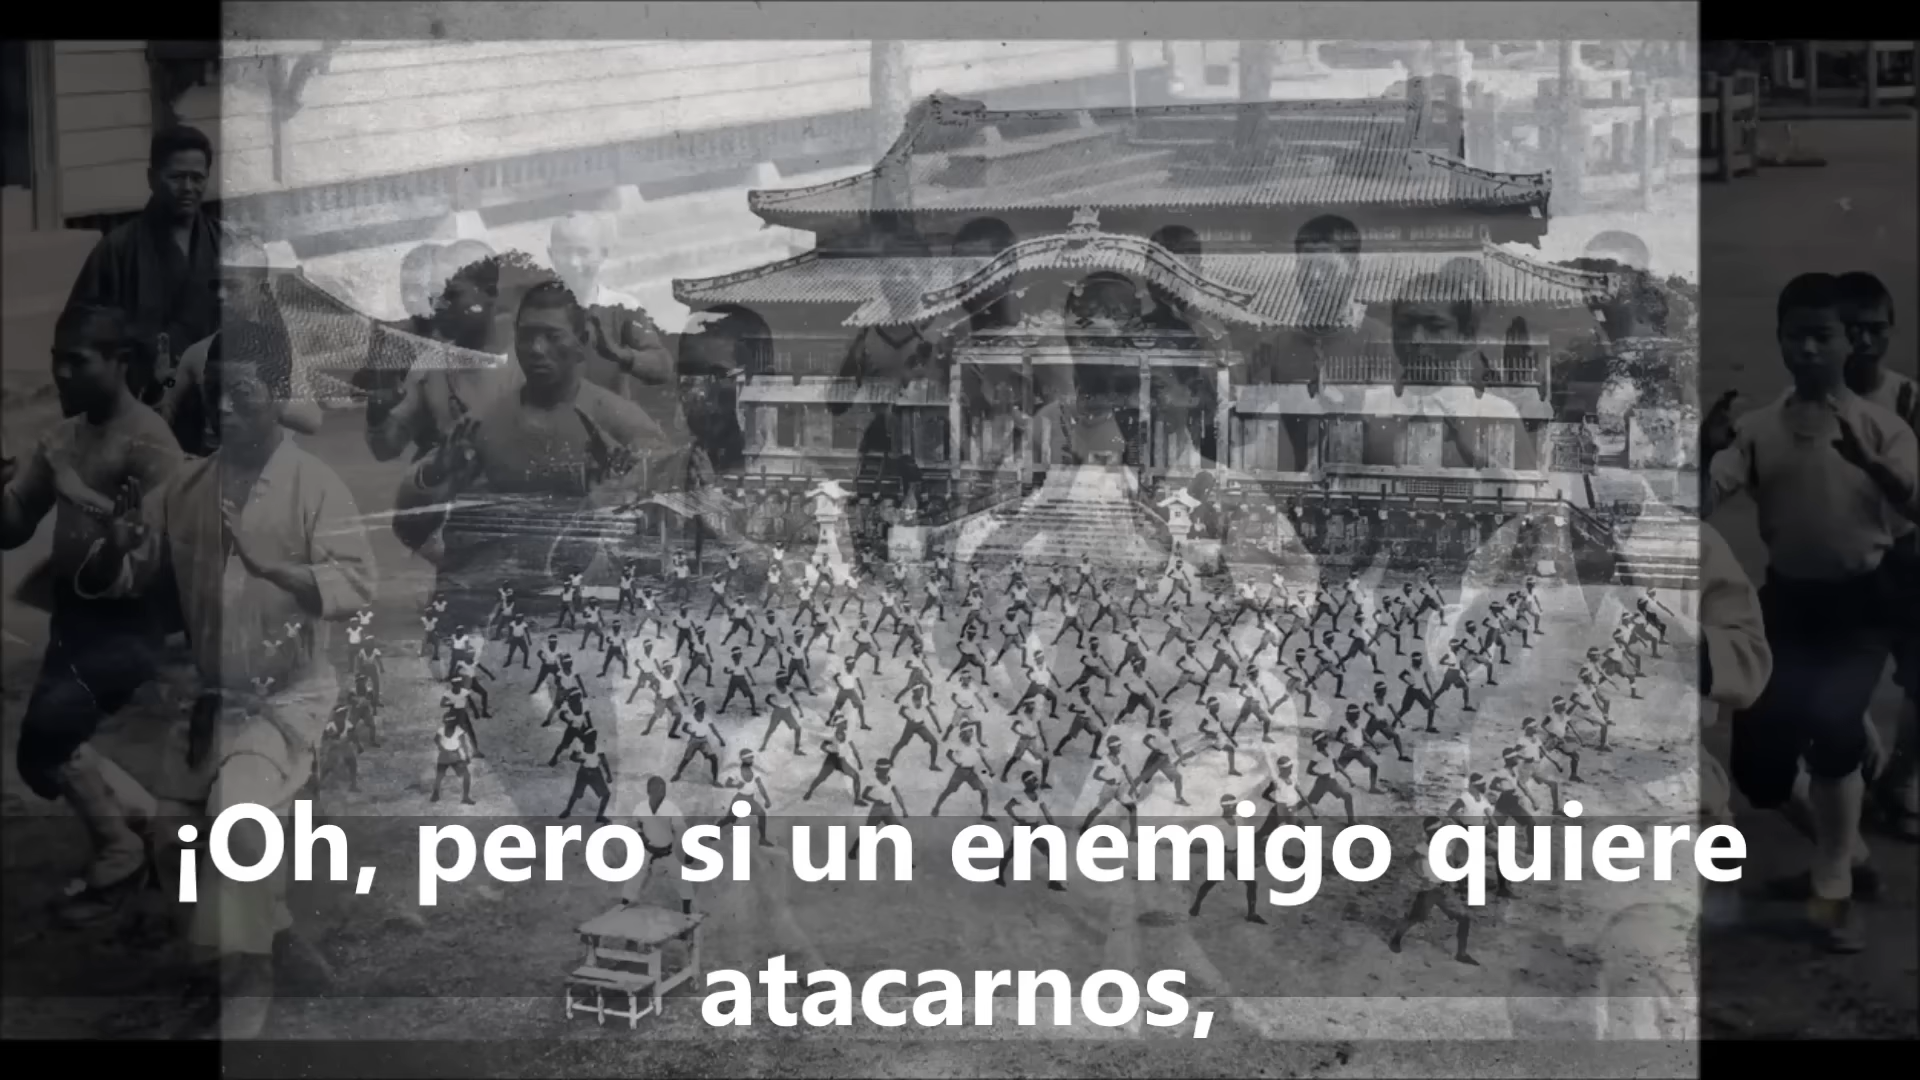 ¡Oh, pero si un enemigo quiere
atacarnos,